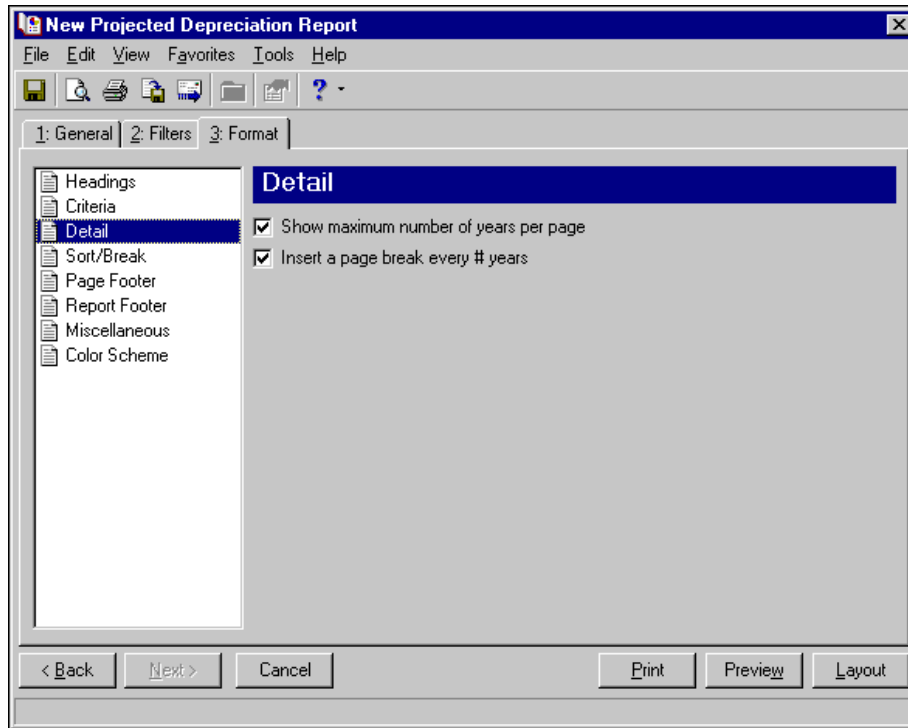 New Projected Depreciation Report
File Edit View Favorites Tools Help
?
1: General 2: Filters 3: Format
Headings
Criteria
Detail
Sort/Break
Page Footer
Report Footer
Miscellaneous
Color Scheme
Detail
Show maximum number of years per page
Insert a page break every # years
< Back Next > Cancel Print Preview Layout